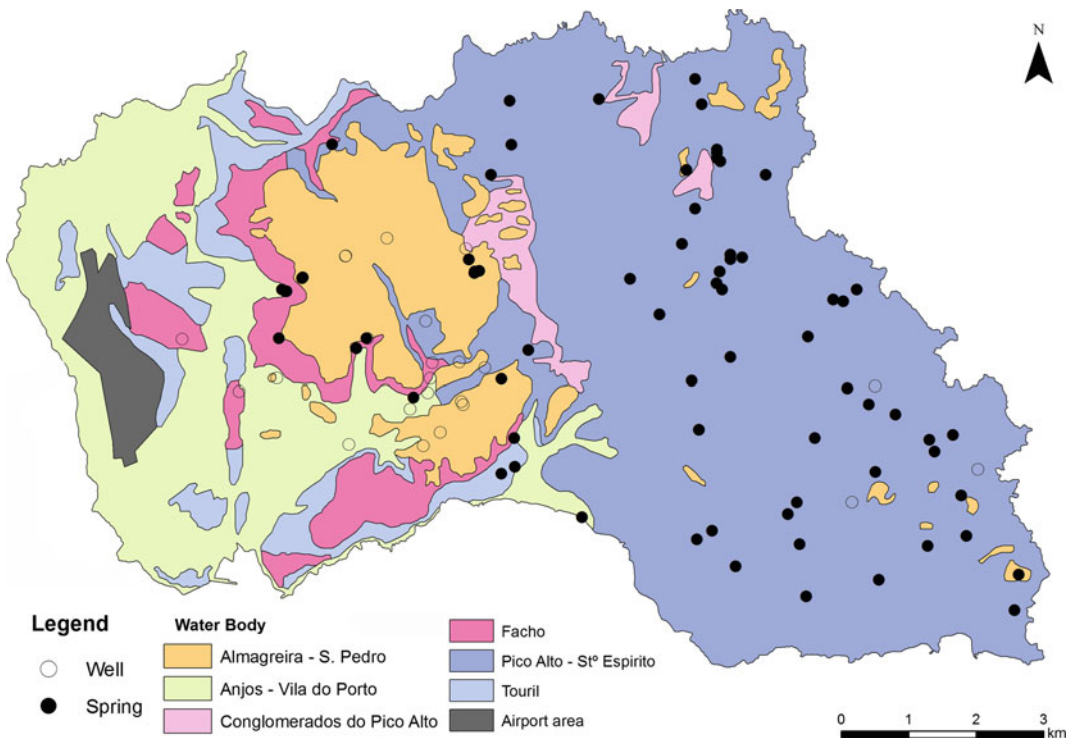 N
Legend
Well
Spring
Water Body
Almagreira - S. Pedro
Anjos - Vila do Porto
Conglomerados do Pico Alto
Facho
Pico Alto - Stº Espirito
Touril
Airport area
0 1 2 3
km